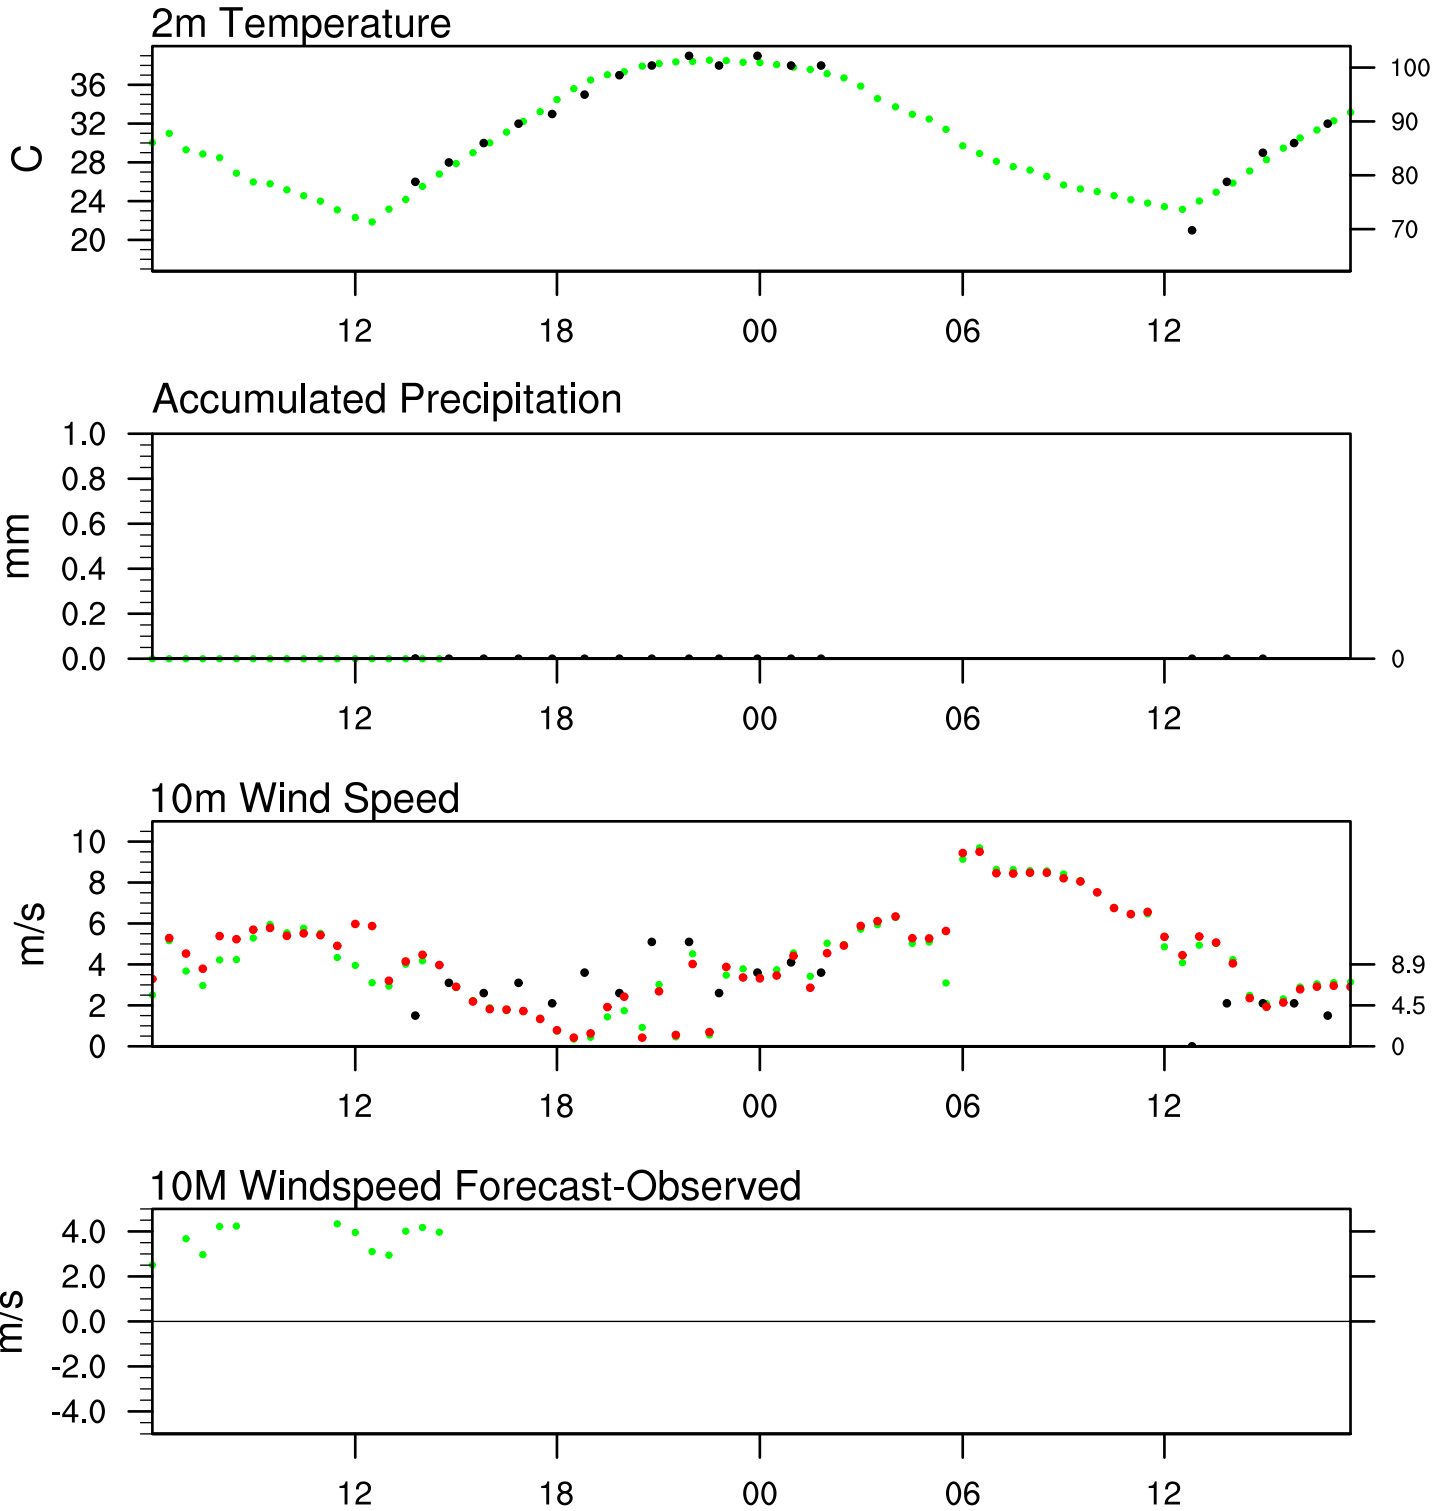 2m Temperature
36
32
28
24
20
C
100
90
80
70
12 18 00 06 12
Accumulated Precipitation
1.0
0.8
0.6
0.4
0.2
0.0
mm
0
12 18 00 06 12
10m Wind Speed
10
8
6
4
2
0
m/s
8.9
4.5
0
12 18 00 06 12
10M Windspeed Forecast-Observed
4.0
2.0
0.0
-2.0
-4.0
m/s
12 18 00 06 12